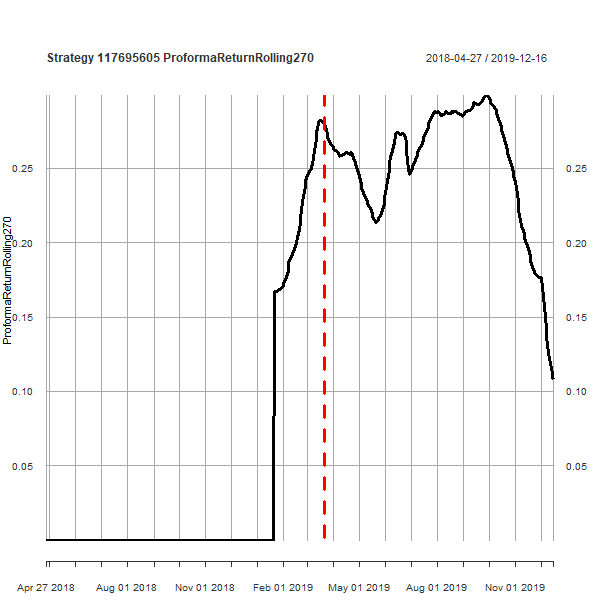 Strategy 117695605 ProformaReturnRolling270
2018-04-27 / 2019-12-16
ProformaReturnRolling270
0.25 0.25
0.20 0.20
0.15 0.15
0.10 0.10
0.05 0.05
Apr 27 2018 Aug 01 2018 Nov 01 2018 Feb 01 2019 May 01 2019 Aug 01 2019 Nov 01 2019